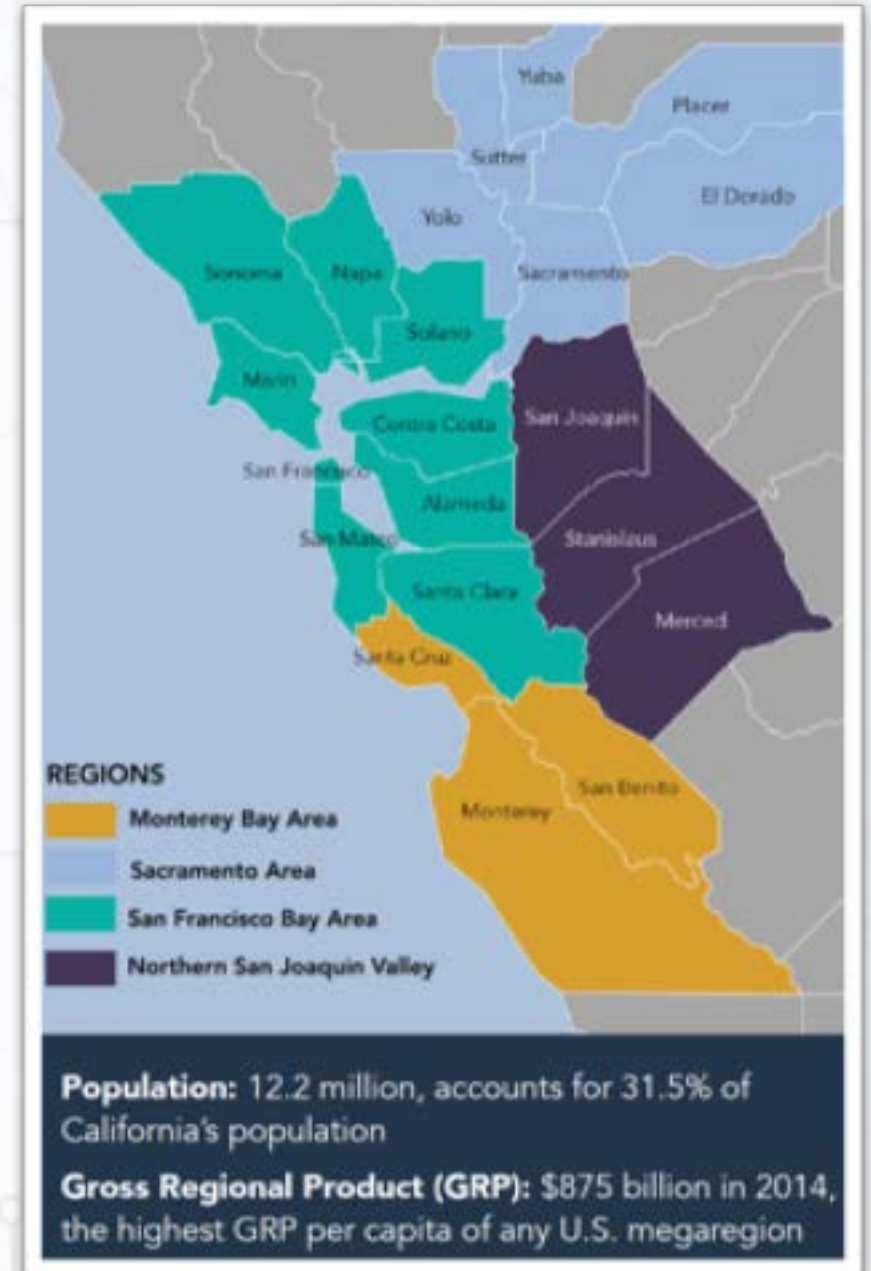 Yuba
Placer
Sutter
El Dorado
Yolo
Sonoma
Napa
Sacramento
Solano
Marin
Contra Costa
San Joaquin
San Francisco
Alameda
San Mateo
Stanislaus
Santa Clara
Merced
Santa Cruz
San Benito
Monterey
REGIONS
Monterey Bay Area
Sacramento Area
San Francisco Bay Area
Northern San Joaquin Valley
Population: 12.2 million, accounts for 31.5% of
California's population
Gross Regional Product (GRP): $875 billion in 2014,
the highest GRP per capita of any U.S. megaregion